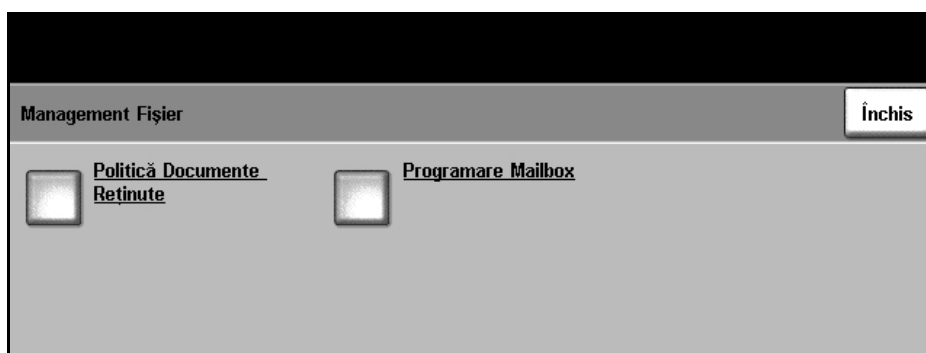 Management Fişier
Închis
Politică Documente
Reţinute
Programare Mailbox